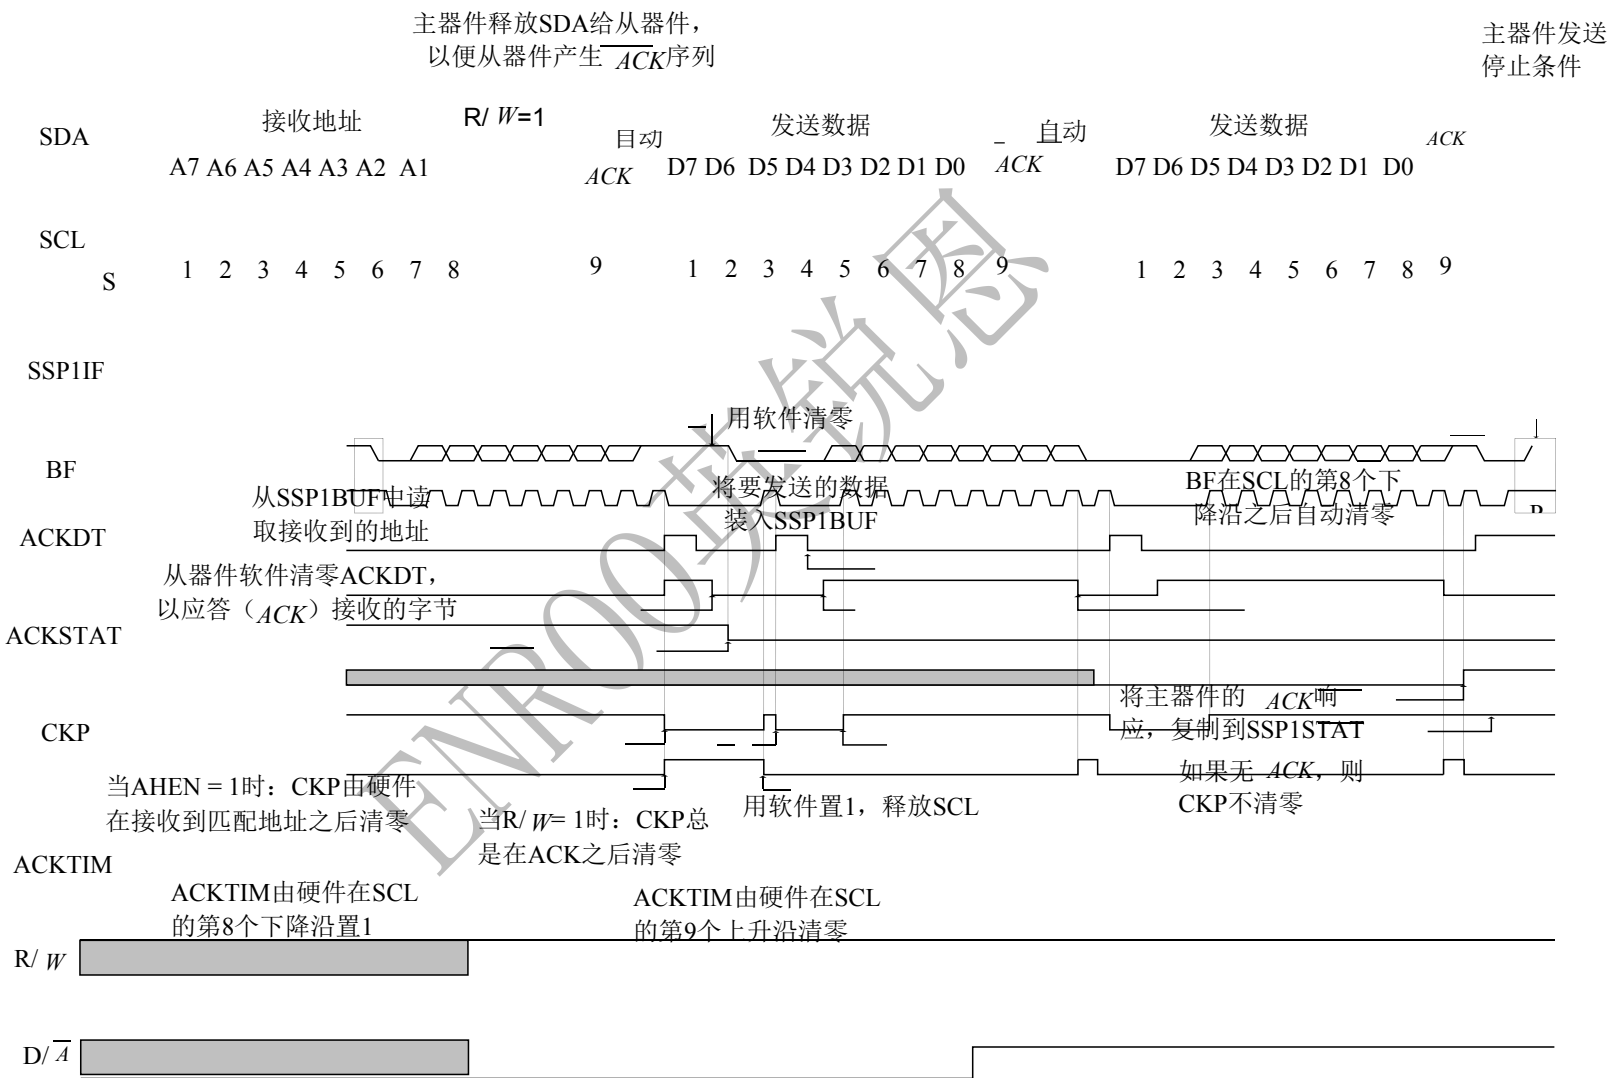 主器件释放SDA给从器件，
以便从器件产生 ACK序列
主器件发送
停止条件
SDA
接收地址
R/ W=1
自动
ACK
发送数据
自动
ACK
发送数据
ACK
A7 A6 A5 A4 A3 A2 A1
D7 D6 D5 D4 D3 D2 D1 D0
D7 D6 D5 D4 D3 D2 D1 D0
SCL
S
1 2 3 4 5 6 7 8
9
1 2 3 4 5 6 7 8 9
1 2 3 4 5 6 7 8 9
SSP1IF
用软件清零
BF
从SSP1BUF中读
取接收到的地址
将要发送的数据
装入SSP1BUF
BF在SCL的第8个下
降沿之后自动清零
P
ACKDT
从器件软件清零ACKDT，
以应答（ACK）接收的字节
ACKSTAT
将主器件的 ACK响
应，复制到SSP1STAT
CKP
当AHEN = 1时：CKP由硬件
在接收到匹配地址之后清零
当R/ W= 1时：CKP总
是在ACK之后清零
用软件置1，释放SCL
如果无 ACK，则
CKP不清零
ACKTIM
ACKTIM由硬件在SCL
的第8个下降沿置1
ACKTIM由硬件在SCL
的第9个上升沿清零
R/ W
D/ A
ENROO英锐恩